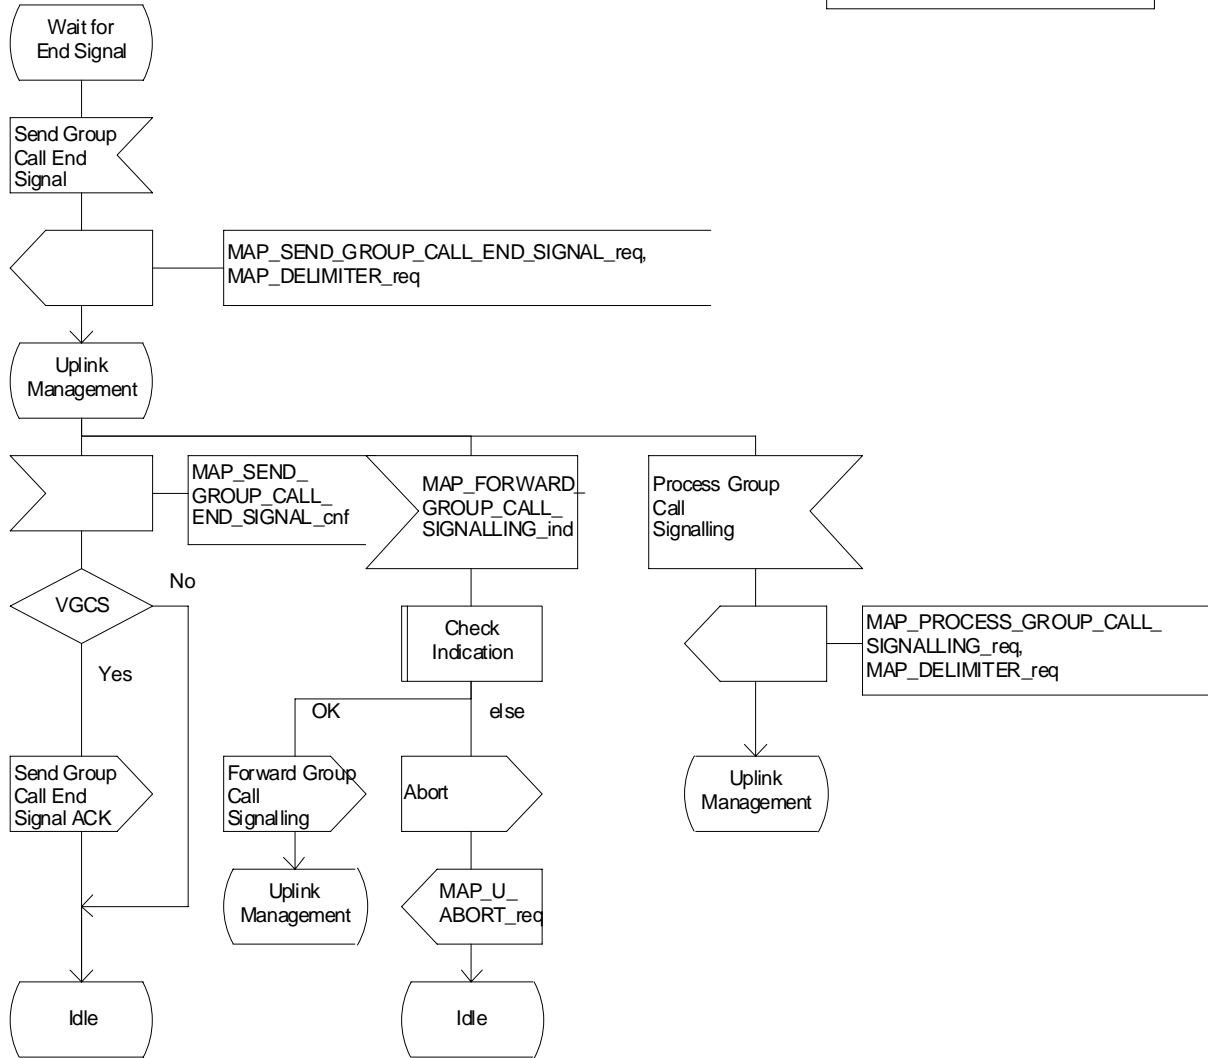 Wait for
End Signal
Send Group
Call End
Signal
MAP_SEND_GROUP_CALL_END_SIGNAL_req,
MAP_DELIMITER_req
Uplink
Management
MAP_SEND_
GROUP_CALL_
END_SIGNAL_cnf
MAP_FORWARD_
GROUP_CALL_
SIGNALLING_ind
Process Group
Call
Signalling
No
VGCS
Yes
Check
Indication
MAP_PROCESS_GROUP_CALL_
SIGNALLING_req,
MAP_DELIMITER_req
OK
else
Send Group
Call End
Signal ACK
Forward Group
Call
Signalling
Abort
Uplink
Management
Uplink
Management
MAP_U_
ABORT_req
Idle
Idle